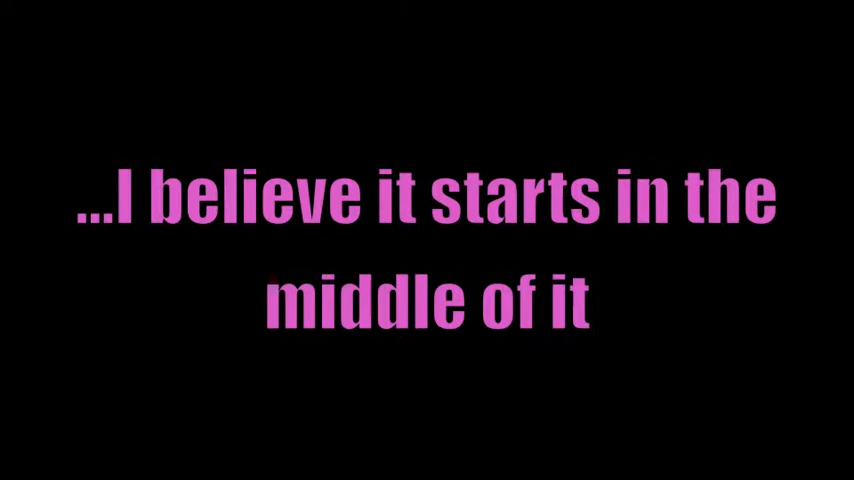 ...I believe it starts in the
middle of it